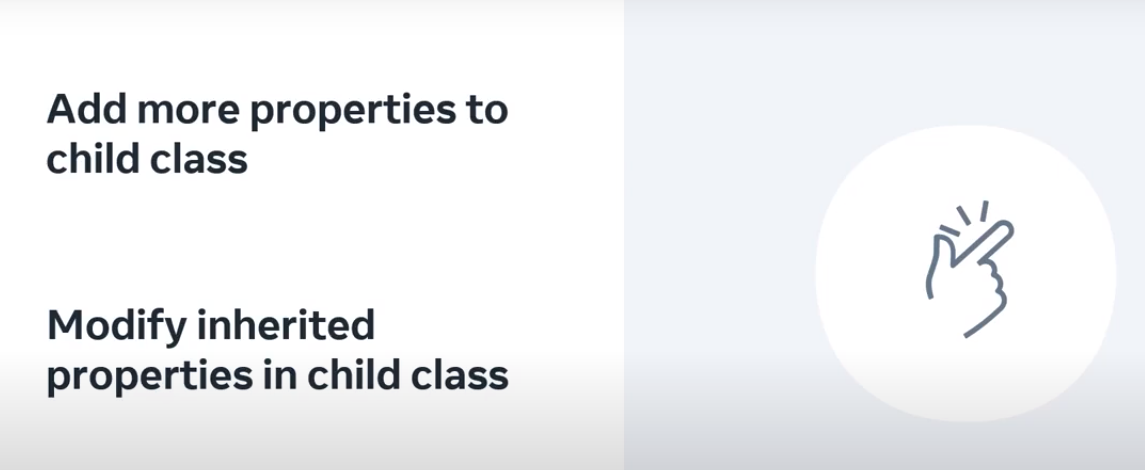 Add more properties to
child class
Modify inherited
properties in child class